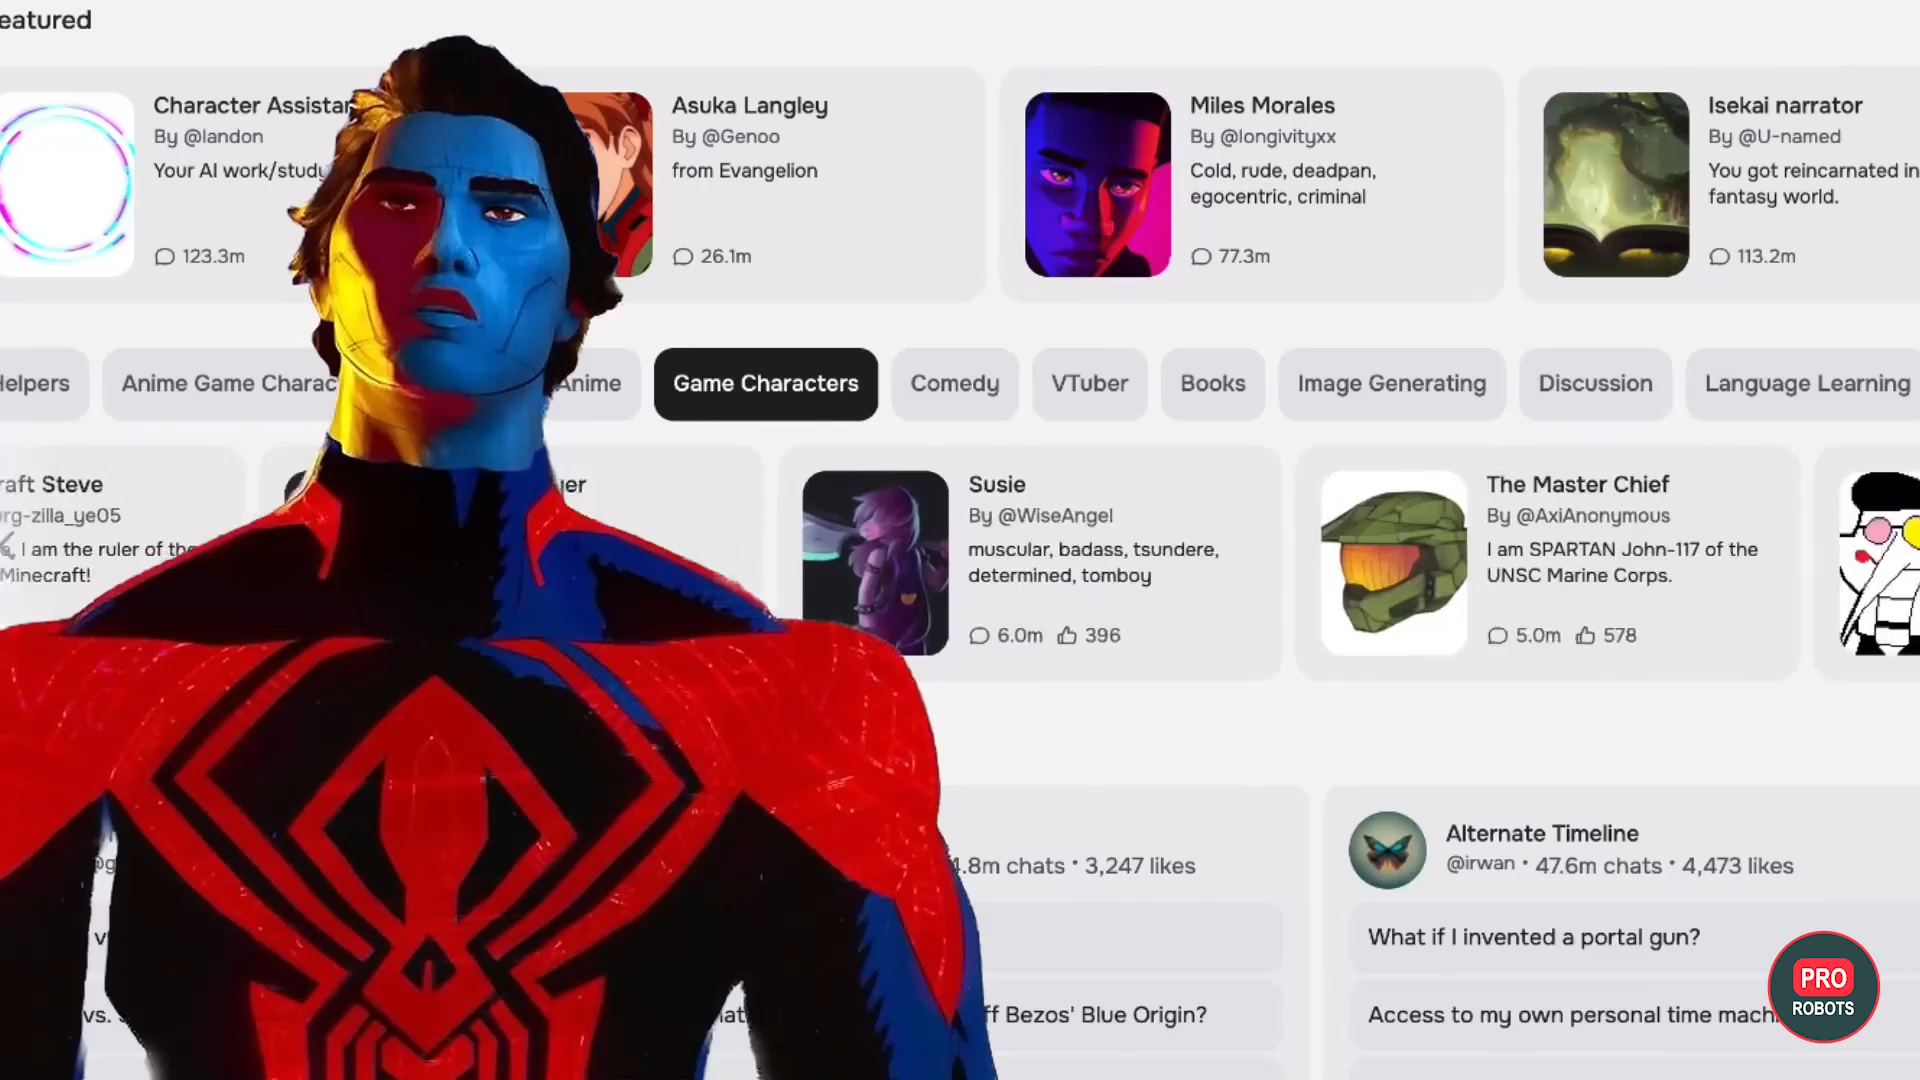 eatured
Character Assistan
By @landon
Your AI work/study
123.3m
Asuka Langley
By @Genoo
from Evangelion
26.1m
Miles Morales
By @longivityxx
Cold, rude, deadpan,
egocentric, criminal
77.3m
Isekai narrator
By @U-named
You got reincarnated in
fantasy world.
113.2m
Helpers
Anime Game Charac
Anime
Game Characters
Comedy
VTuber
Books
Image Generating
Discussion
Language Learning
raft Steve
rg-zilla_ye05
I am the ruler of the
Minecraft!
yer
Susie
By @WiseAngel
muscular, badass, tsundere,
determined, tomboy
6.0m 396
The Master Chief
By @AxiAnonymous
I am SPARTAN John-117 of the
UNSC Marine Corps.
5.0m 578
@g
4.8m chats • 3,247 likes
vs.
ff Bezos' Blue Origin?
Alternate Timeline
@irwan • 47.6m chats • 4,473 likes
What if I invented a portal gun?
Access to my own personal time mach
PRO
ROBOTS